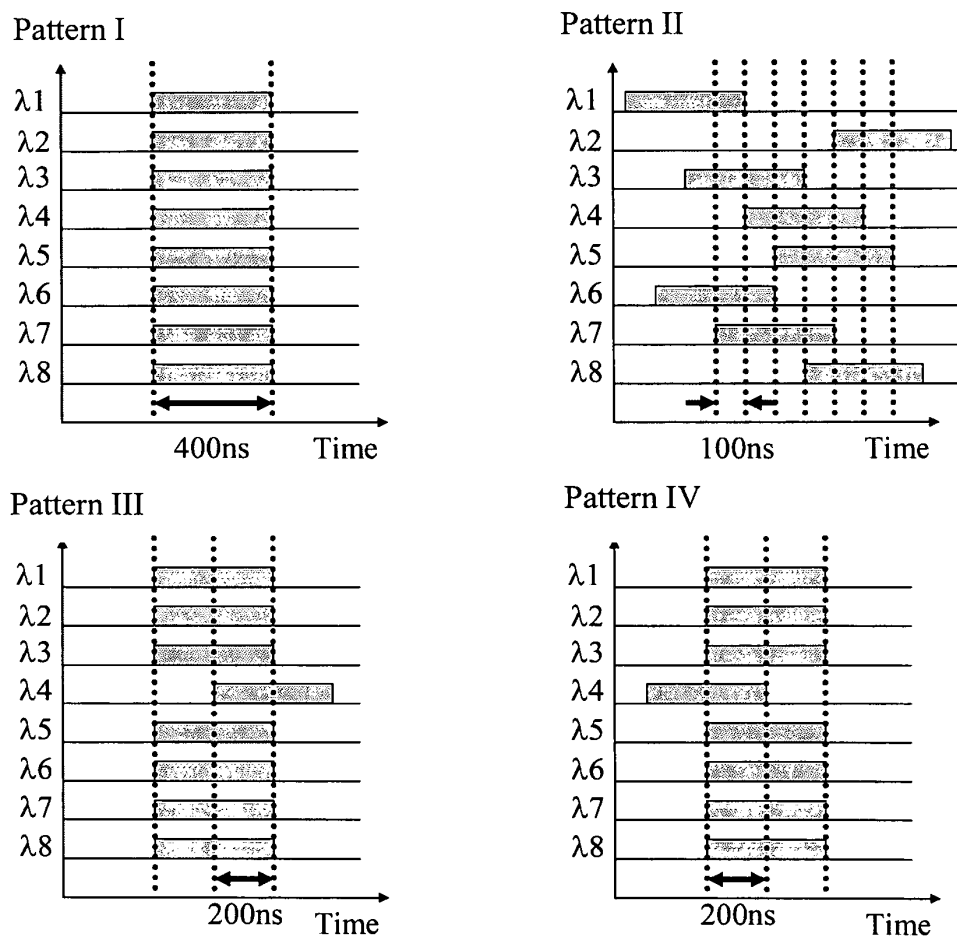 Pattern I
λ1
λ2
λ3
λ4
λ5
λ6
λ7
λ8
400ns Time
Pattern II
λ1
λ2
λ3
λ4
λ5
λ6
λ7
λ8
100ns Time
Pattern III
λ1
λ2
λ3
λ4
λ5
λ6
λ7
λ8
200ns Time
Pattern IV
λ1
λ2
λ3
λ4
λ5
λ6
λ7
λ8
200ns Time